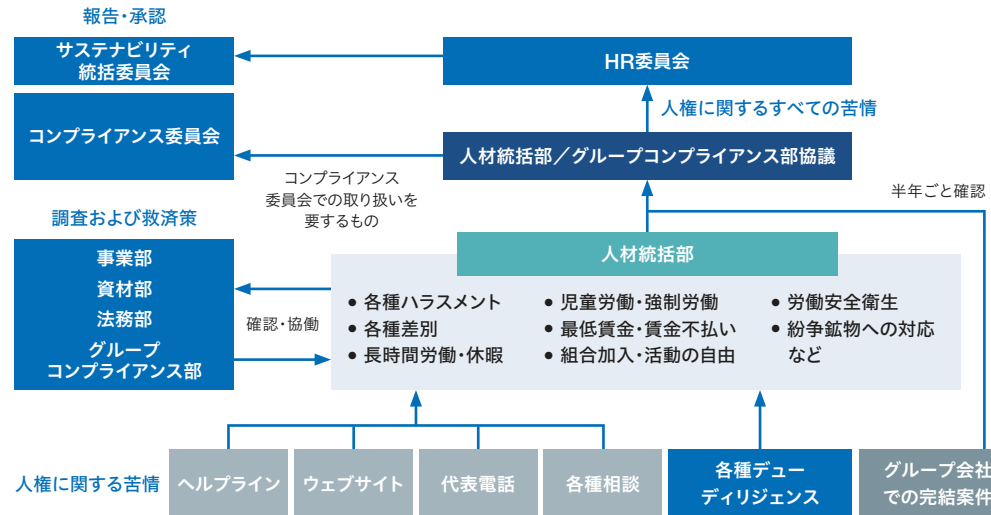 報告・承認
サステナビリティ
統括委員会
HR委員会
人権に関するすべての苦情
コンプライアンス委員会
人材統括部／グループコンプライアンス部協議
コンプライアンス
委員会での取り扱いを
要するもの
半年ごと確認
調査および救済策
事業部
資材部
法務部
グループ
コンプライアンス部
確認・協働
人材統括部
• 各種ハラスメント
• 各種差別
• 長時間労働・休暇
• 児童労働・強制労働
• 最低賃金・賃金不払い
• 組合加入・活動の自由
• 労働安全衛生
• 紛争鉱物への対応
など
人権に関する苦情
ヘルプライン
ウェブサイト
代表電話
各種相談
各種デュー
ディリジェンス
グループ会社
での完結案件